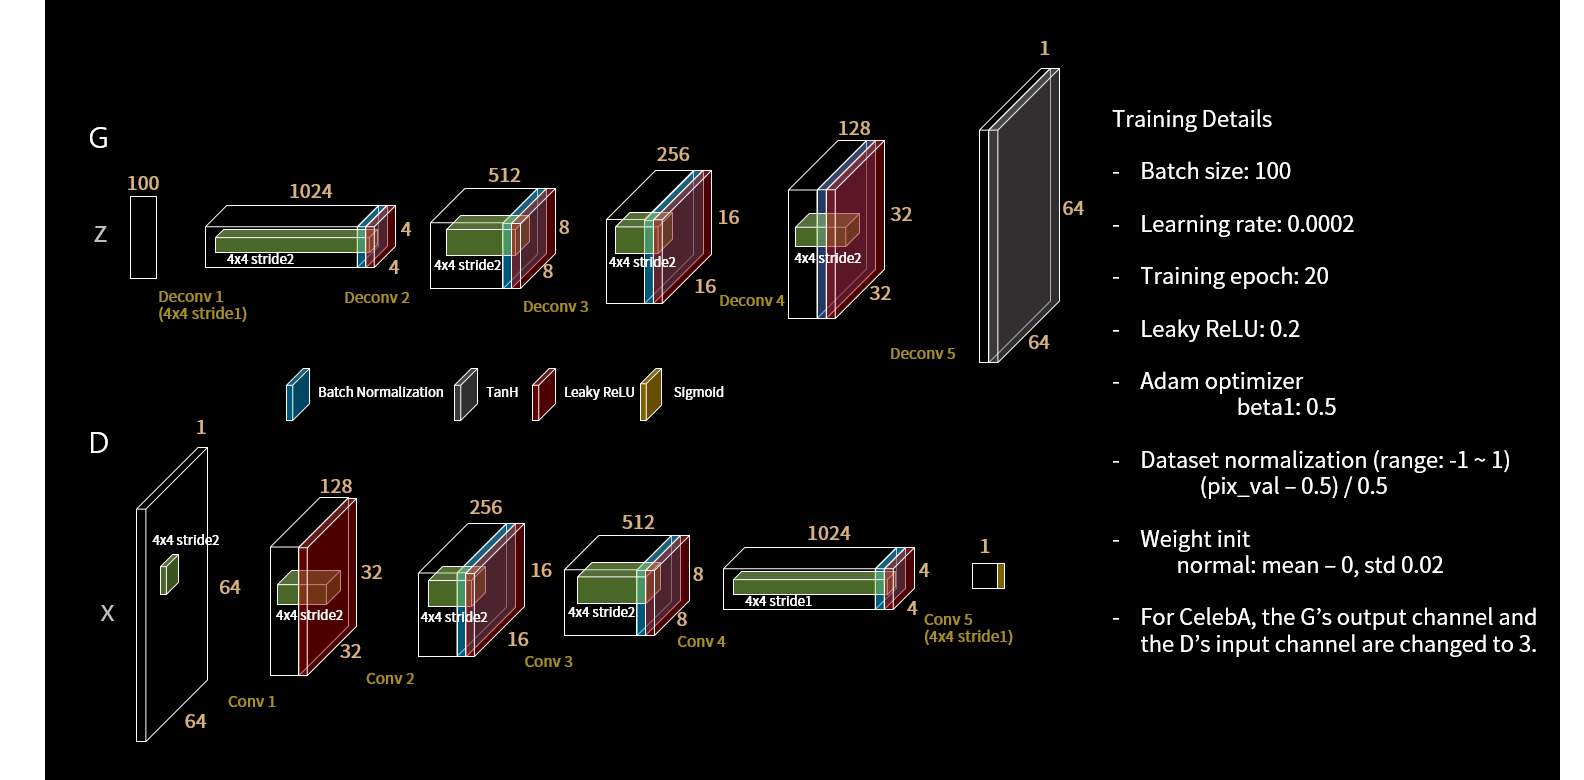 G
Z
100
1024
4
4
4x4 stride2
Deconv 1
(4x4 stride1)
Deconv 2
512
8
8
4x4 stride2
Deconv 3
256
16
16
4x4 stride2
Deconv 4
128
32
32
4x4 stride2
Deconv 5
1
64
64
Batch Normalization
TanH
Leaky ReLU
Sigmoid
D
X
1
4x4 stride2
64
64
Conv 1
128
32
32
4x4 stride2
Conv 2
256
16
16
4x4 stride2
Conv 3
512
8
8
4x4 stride2
Conv 4
1024
4
4
4x4 stride1
Conv 5
(4x4 stride1)
1
Training Details
- Batch size: 100
- Learning rate: 0.0002
- Training epoch: 20
- Leaky ReLU: 0.2
- Adam optimizer
beta1: 0.5
- Dataset normalization (range: -1 ~ 1)
(pix_val – 0.5) / 0.5
- Weight init
normal: mean – 0, std 0.02
- For CelebA, the G’s output channel and
the D’s input channel are changed to 3.